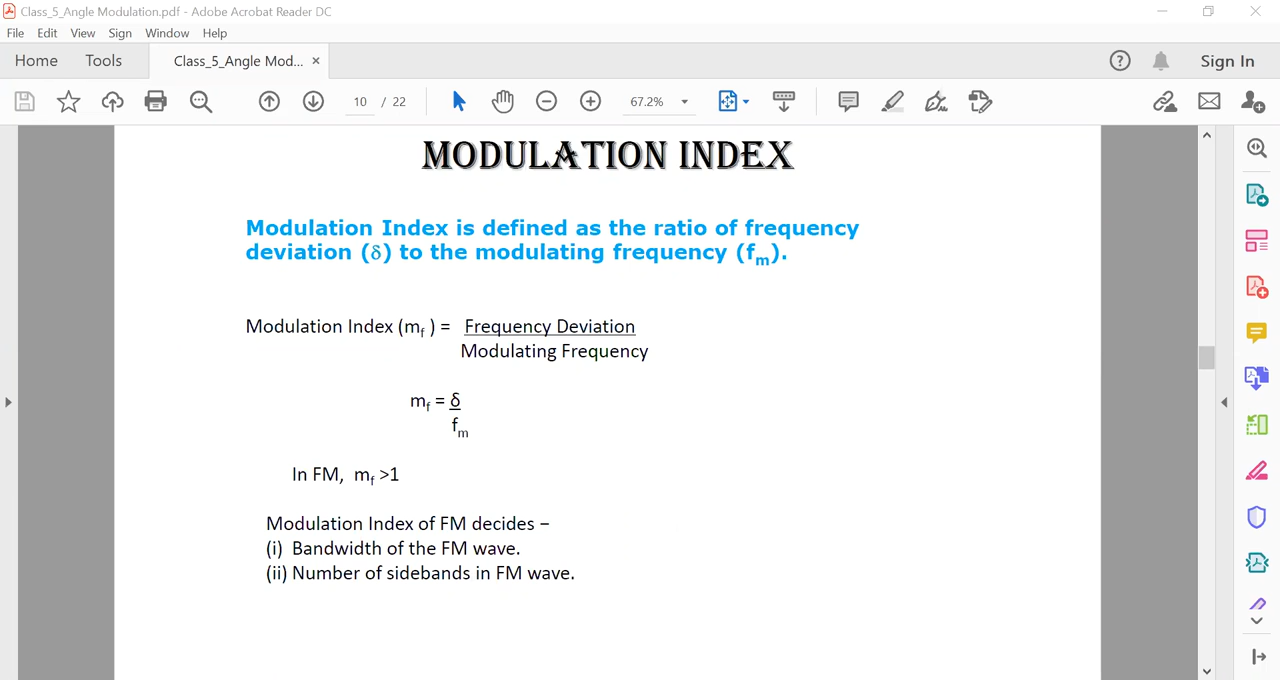 Class_5_Angle Modulation.pdf - Adobe Acrobat Reader DC
File Edit View Sign Window Help
Home Tools Class_5_Angle Mod... × Sign In
10 / 22 67.2%
MODULATION INDEX
Modulation Index is defined as the ratio of frequency
deviation (δ) to the modulating frequency (fm).
Modulation Index (mf ) = Frequency Deviation
Modulating Frequency
mf = δ
fm
In FM, mf >1
Modulation Index of FM decides –
(i) Bandwidth of the FM wave.
(ii) Number of sidebands in FM wave.